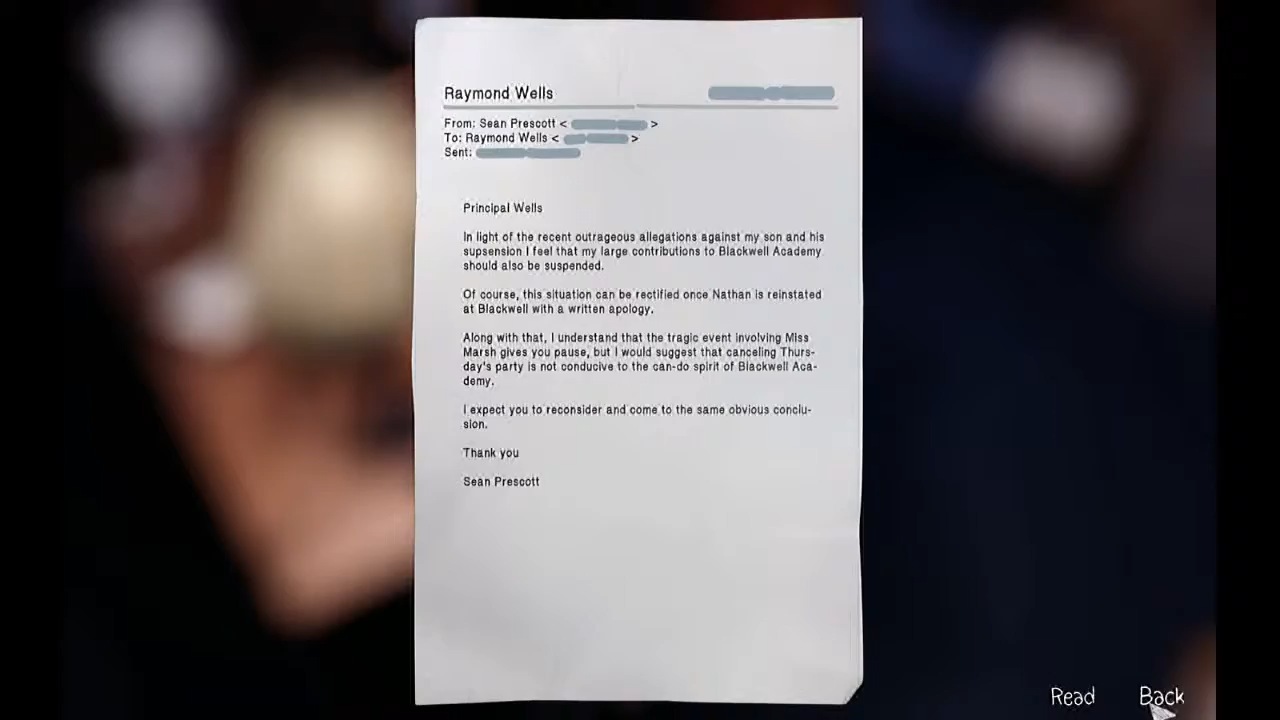 Raymond Wells
From: Sean Prescott < >
To: Raymond Wells < >
Sent:
Principal Wells
In light of the recent outrageous allegations against my son and his
supsension I feel that my large contributions to Blackwell Academy
should also be suspended.
Of course, this situation can be rectified once Nathan is reinstated
at Blackwell with a written apology.
Along with that, I understand that the tragic event involving Miss
Marsh gives you pause, but I would suggest that canceling Thurs-
day's party is not conducive to the can-do spirit of Blackwell Aca-
demy.
I expect you to reconsider and come to the same obvious conclu-
sion.
Thank you
Sean Prescott
Read Back